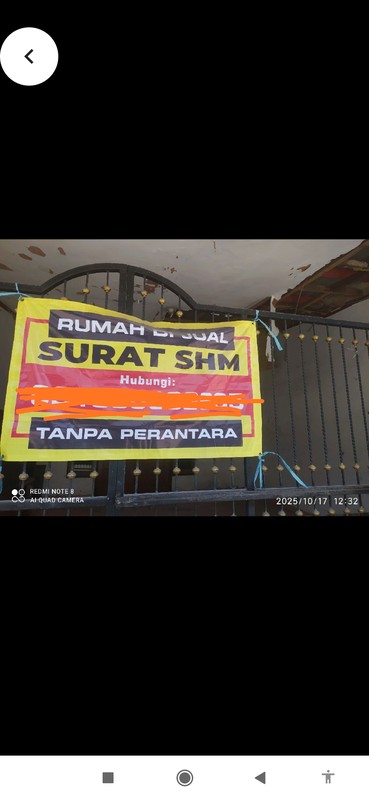 RUMAH DI JUAL
SURAT SHM
Hubungi:
TANPA PERANTARA
REDMI NOTE 8
AI QUAD CAMERA
2025/10/17 12:32